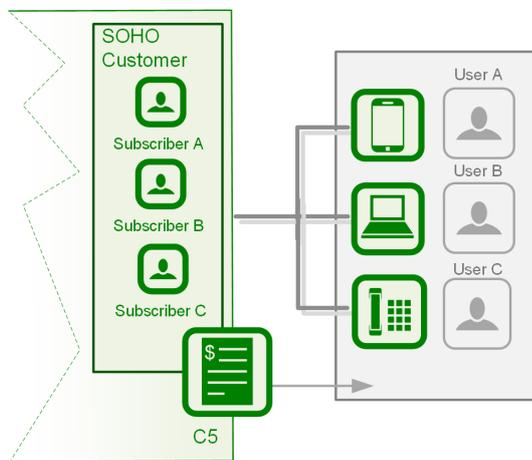 SOHO
Customer
Subscriber A
Subscriber B
Subscriber C
$
C5
User A
User B
User C